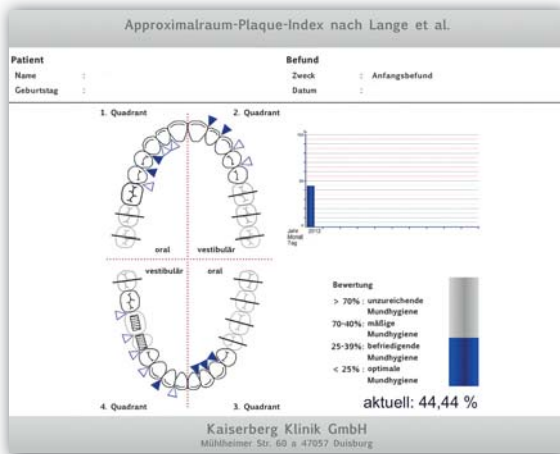 Approximalraum-Plaque-Index nach Lange et al.
Patient
Name :
Geburtstag :
Befund
Zweck : Anfangsbefund
Datum :
1. Quadrant
2. Quadrant
oral
vestibulär
vestibulär
oral
4. Quadrant
3. Quadrant
Jahr 2013
Monat
Tag
Bewertung
> 70% : unzureichende
Mundhygiene
70-40%: mäßige
Mundhygiene
25-39%: befriedigende
Mundhygiene
< 25% : optimale
Mundhygiene
aktuell: 44,44 %
Kaiserberg Klinik GmbH
Mühlheimer Str. 60 a 47057 Duisburg